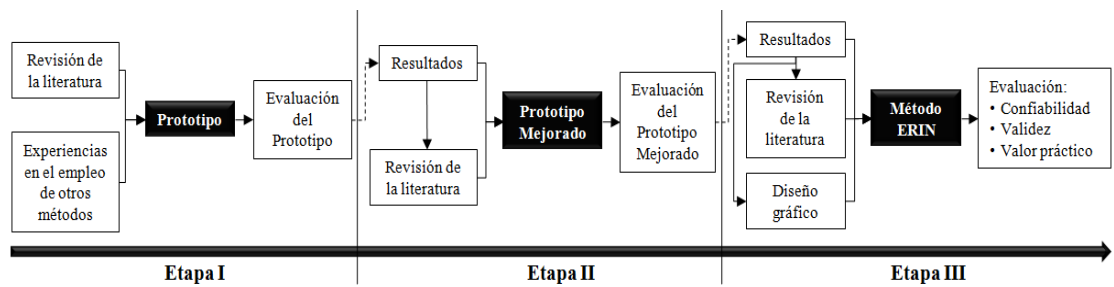 Revisión de
la literatura
Experiencias
en el empleo
de otros
métodos
Prototipo
Evaluación
del
Prototipo
Resultados
Revisión de
la literatura
Prototipo
Mejorado
Evaluación
del
Prototipo
Mejorado
Resultados
Revisión
de la
literatura
Diseño
gráfico
Método
ERIN
Evaluación:
• Confiabilidad
• Validez
• Valor práctico
Etapa I
Etapa II
Etapa III